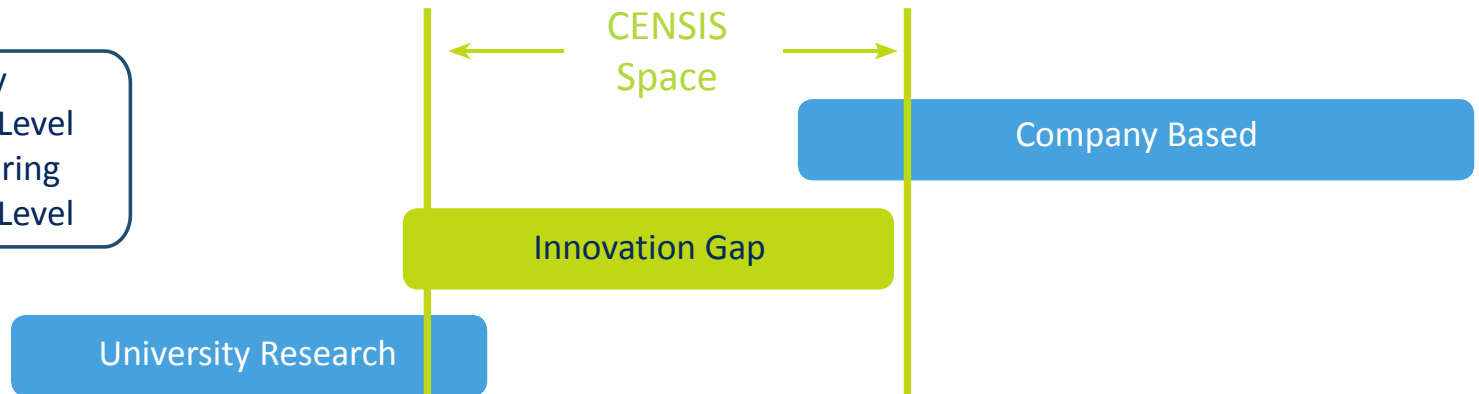 CENSIS
Space
Level
ring
Level
Company Based
Innovation Gap
University Research